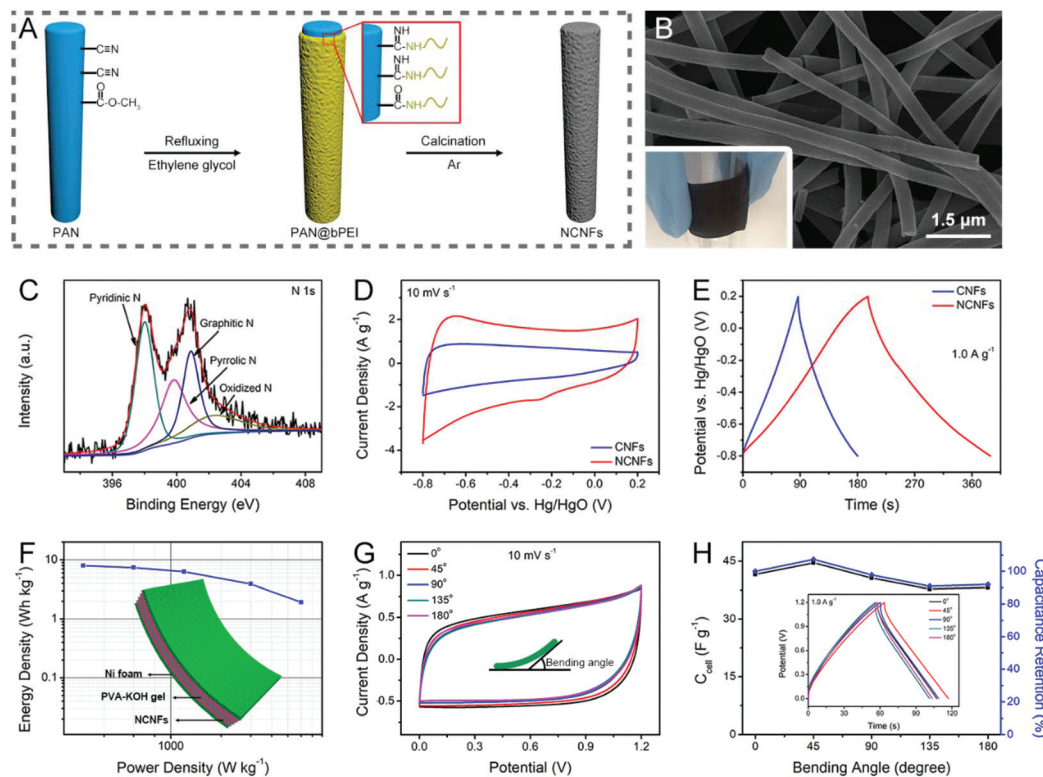 A
C≡N
C≡N
O
C-O-CH₃
PAN
Refluxing
Ethylene glycol
NH
C-NH
NH
C-NH
O
C-NH
PAN@bPEI
Calcination
Ar
NCNFs
B
1.5 μm
C
N 1s
Pyridinic N
Graphitic N
Pyrrolic N
Oxidized N
Intensity (a.u.)
396 400 404 408
Binding Energy (eV)
D
10 mV s⁻¹
Current Density (A g⁻¹)
4
2
0
-2
-4
CNFs
NCNFs
-0.8 -0.6 -0.4 -0.2 0.0 0.2
Potential vs. Hg/HgO (V)
E
CNFs
NCNFs
1.0 A g⁻¹
Potential vs. Hg/HgO (V)
0.3
0.0
-0.2
-0.4
-0.6
-0.8
0 90 180 270 360
Time (s)
F
Energy Density (Wh kg⁻¹)
10
1
0.1
Ni foam
PVA-KOH gel
NCNFs
1000
Power Density (W kg⁻¹)
G
10 mV s⁻¹
0°
45°
90°
135°
180°
Bending angle
Current Density (A g⁻¹)
1.0
0.5
0.0
-0.5
0.0 0.3 0.6 0.9 1.2
Potential (V)
H
C cell (F g⁻¹)
45
30
15
0
1.0 A g⁻¹
0°
45°
90°
135°
180°
Potential (V)
1.2
0.9
0.6
0.3
0.0
0 30 60 90 120
Time (s)
100
80
60
40
20
0
Capacitance Retention (%)
0 45 90 135 180
Bending Angle (degree)